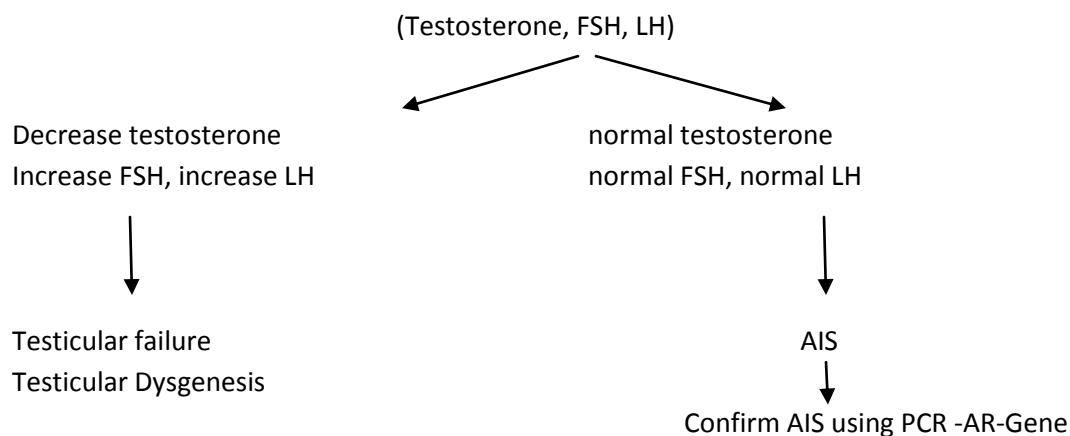 (Testosterone, FSH, LH)
Decrease testosterone
Increase FSH, increase LH
normal testosterone
normal FSH, normal LH
Testicular failure
Testicular Dysgenesis
AIS
Confirm AIS using PCR -AR-Gene